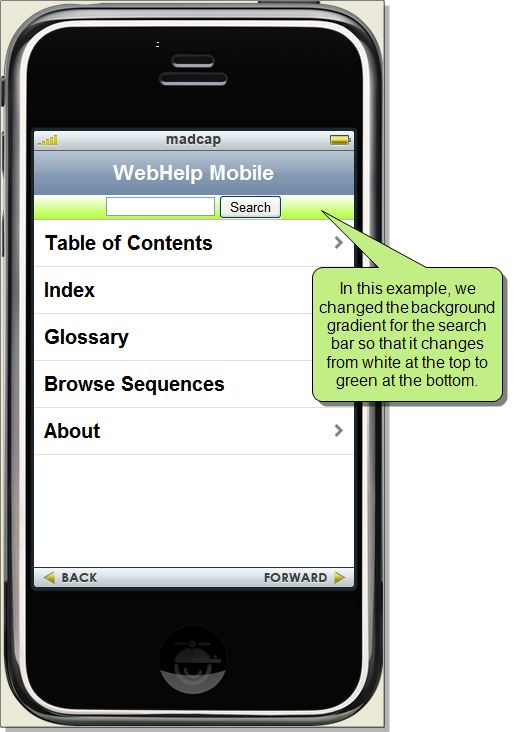 madcap
WebHelp Mobile
Search
Table of Contents
Index
Glossary
Browse Sequences
About
In this example, we
changed the background
gradient for the search
bar so that it changes
from white at the top to
green at the bottom.
BACK
FORWARD